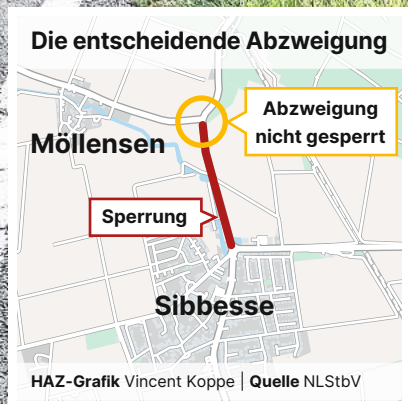 Die entscheidende Abzweigung
Abzweigung
nicht gesperrt
Möllensen
Sperrung
Sibbesse
HAZ-Grafik Vincent Koppe | Quelle NLStbV